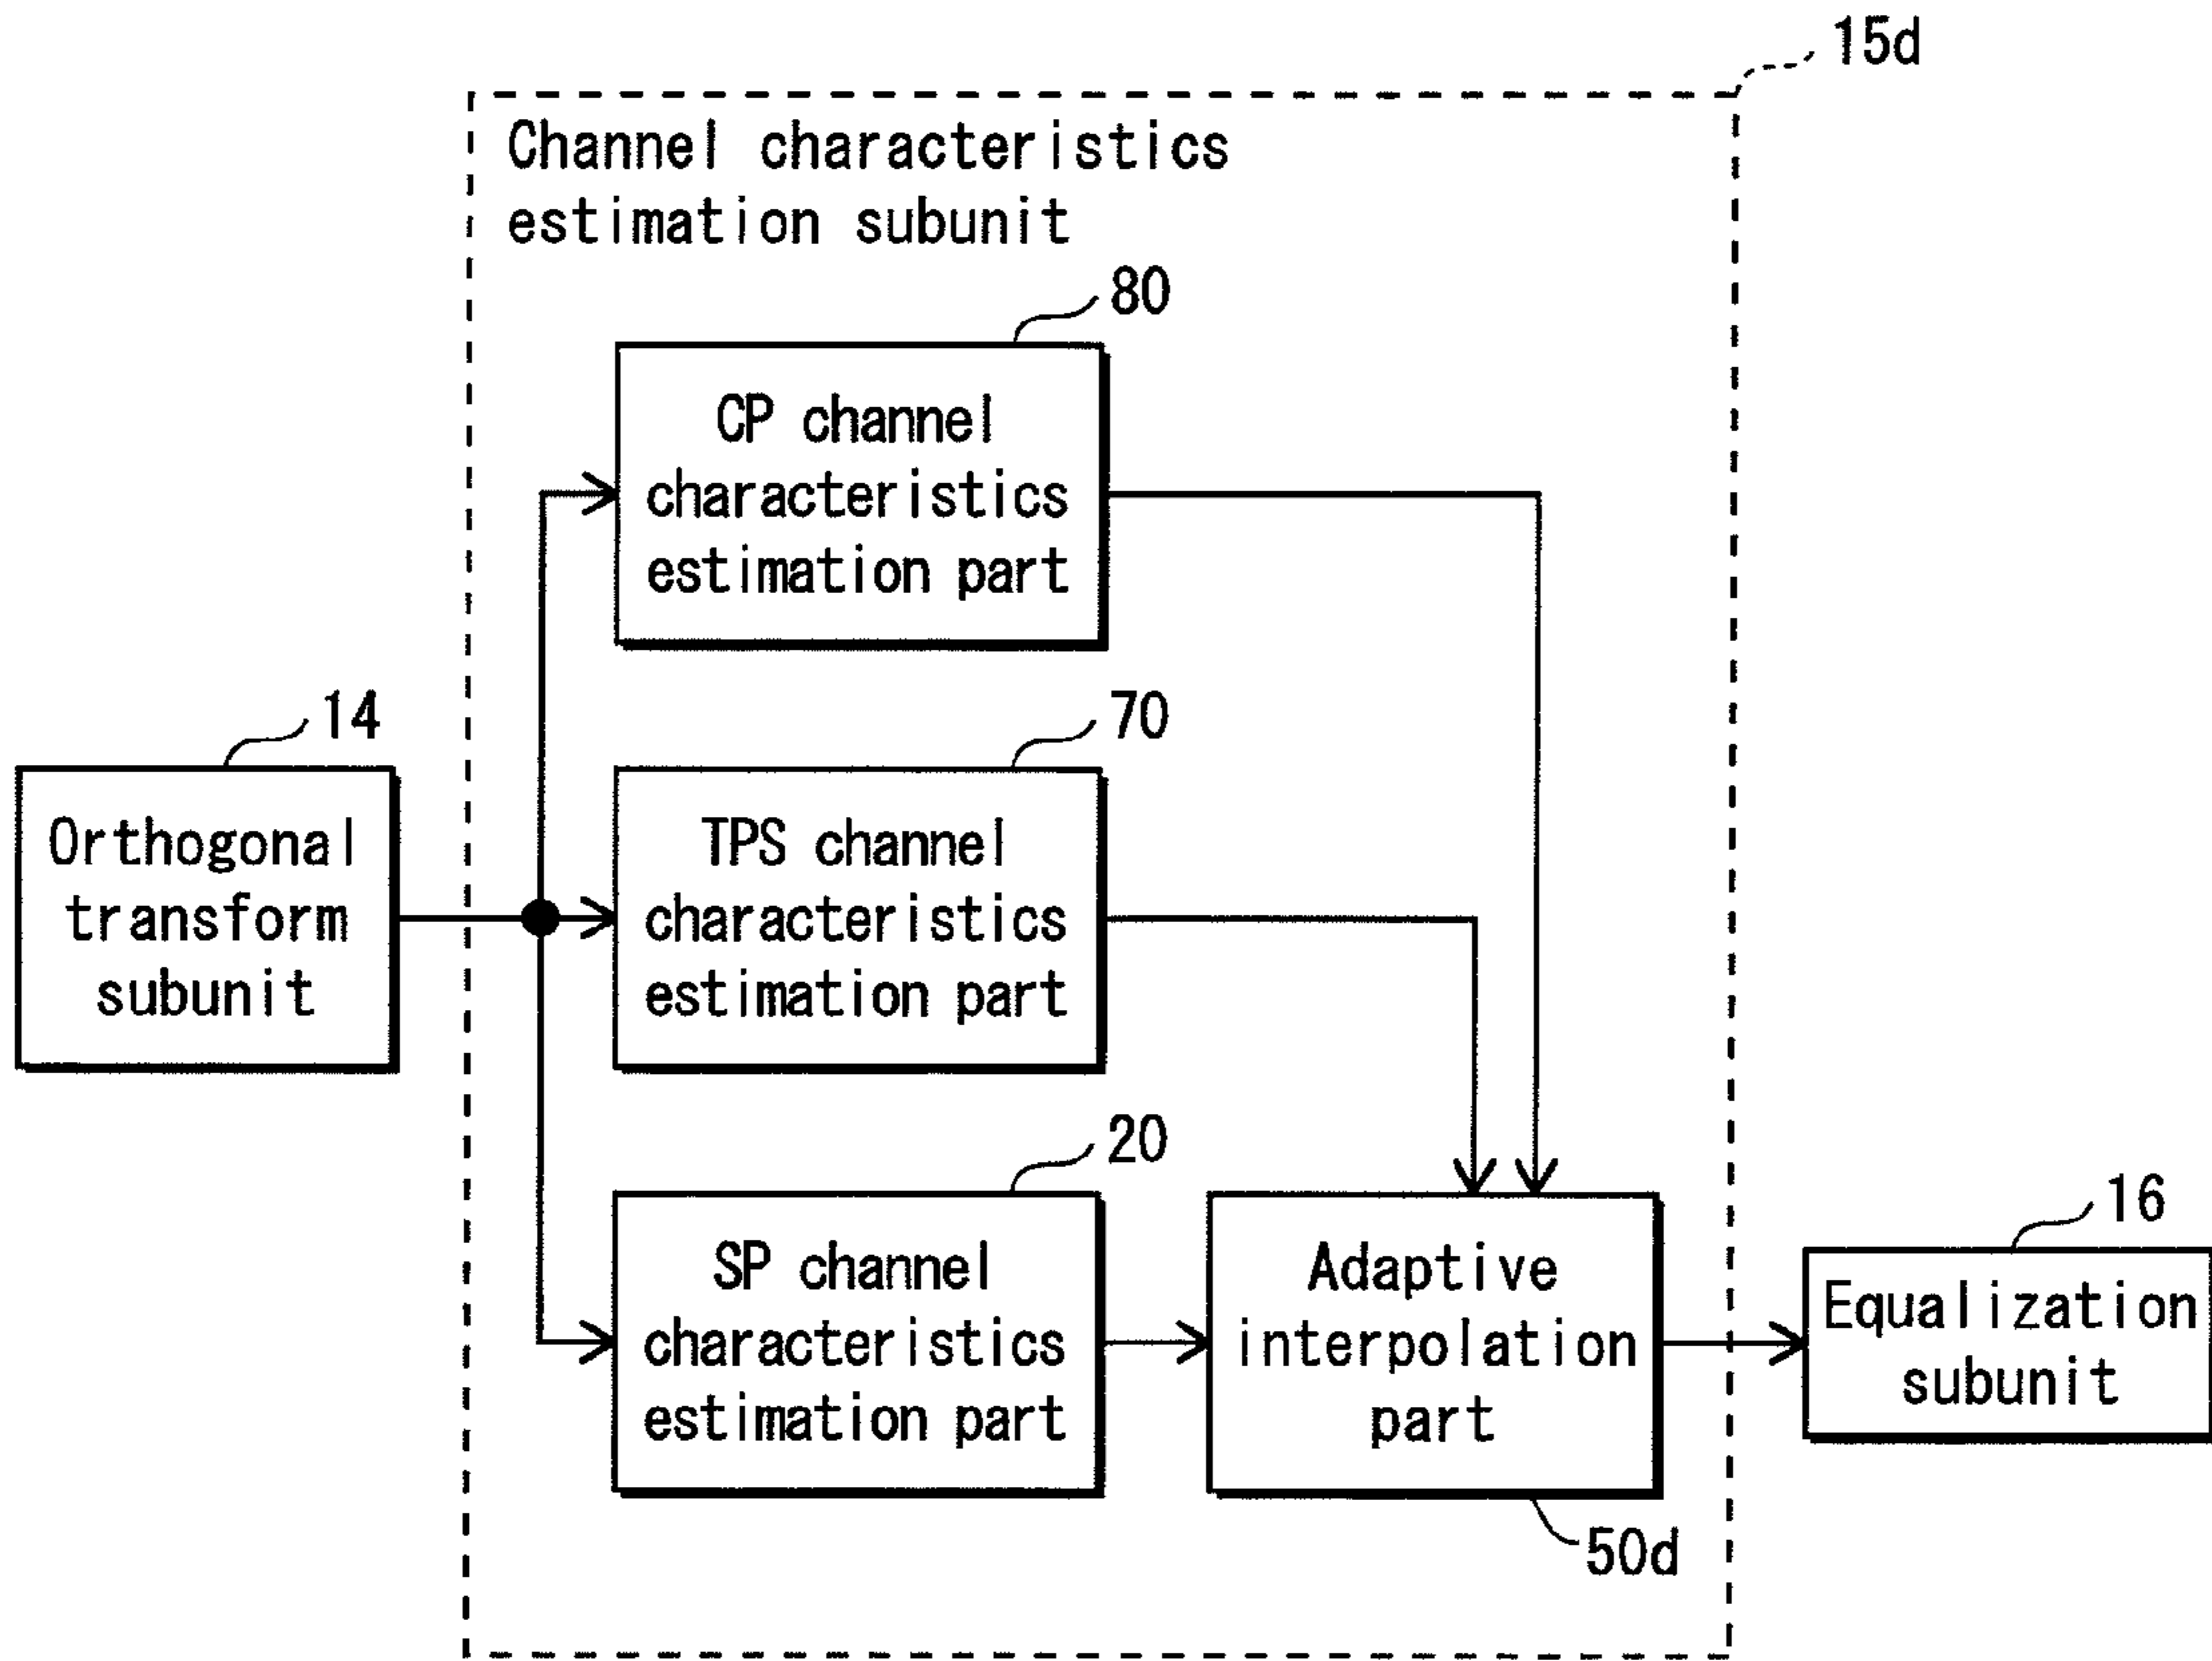 15d
Channel characteristics
estimation subunit
80
CP channel
characteristics
estimation part
14
Orthogonal
transform
subunit
70
TPS channel
characteristics
estimation part
20
SP channel
characteristics
estimation part
Adaptive
interpolation
part
50d
16
Equalization
subunit